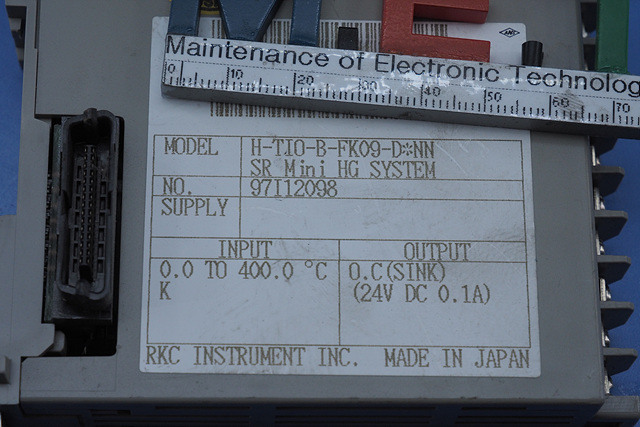 M.E.T
Maintenance of Electronic Technolog
0 10 20 30 40 50 60 70
MODEL H-TIO-B-FK09-D*NN
SR Mini HG SYSTEM
NO. 97I12098
SUPPLY
INPUT OUTPUT
0.0 TO 400.0 °C O.C(SINK)
K (24V DC 0.1A)
RKC INSTRUMENT INC. MADE IN JAPAN